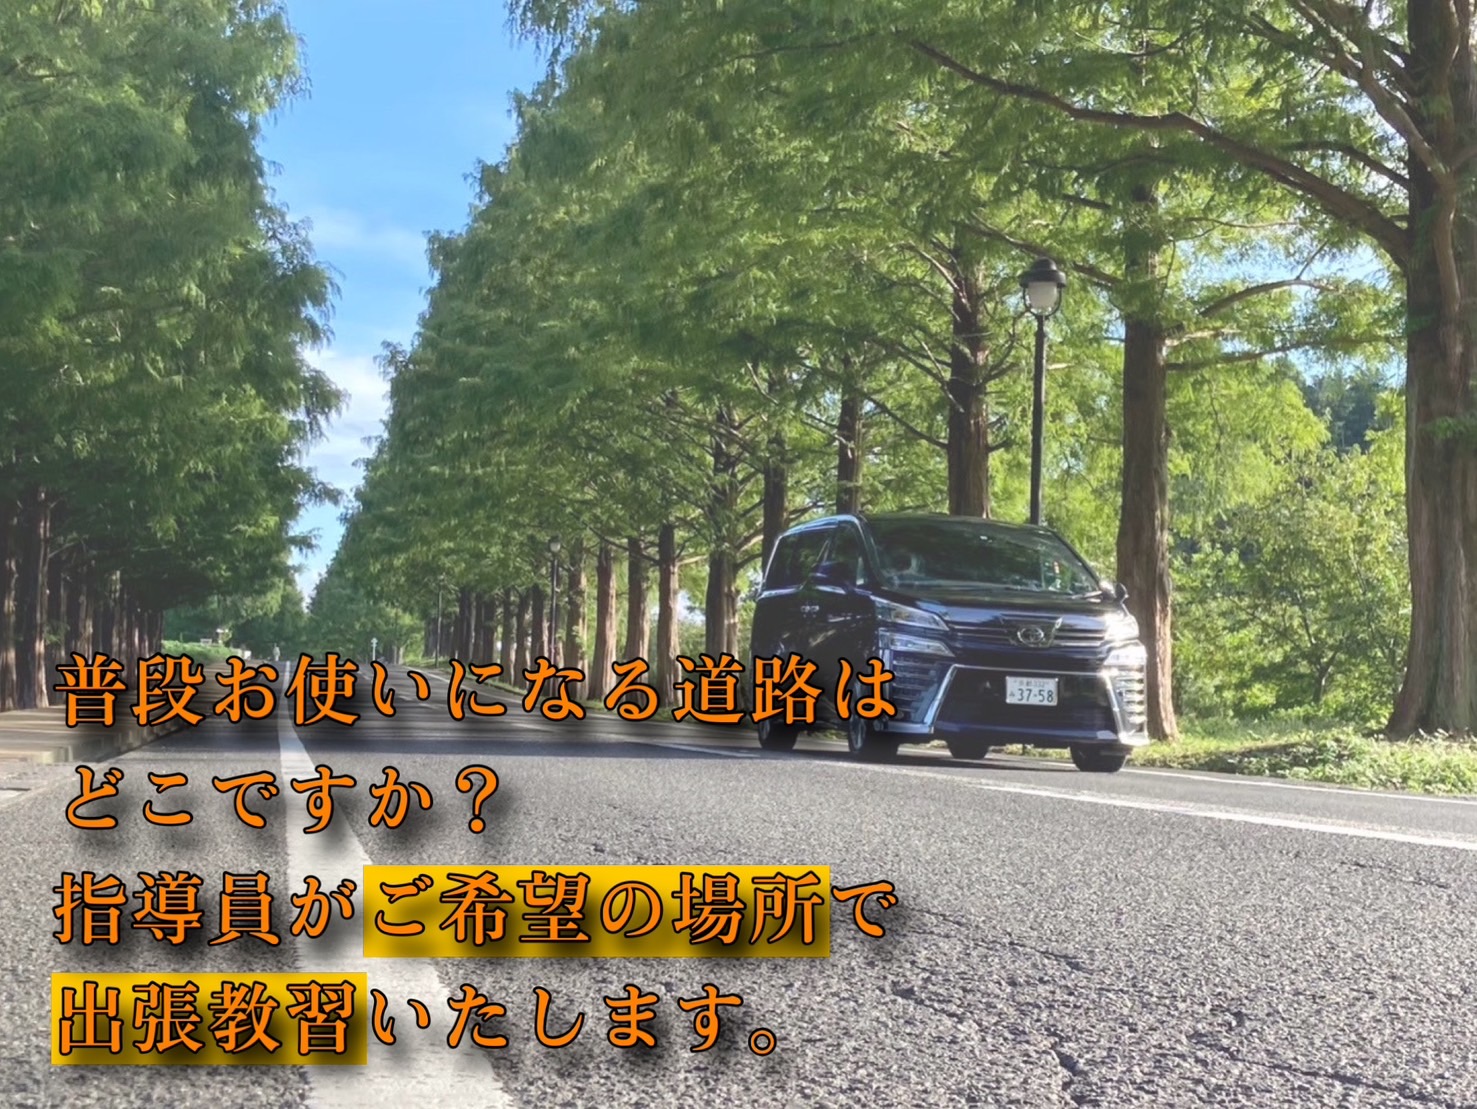 普段お使いになる道路は
どこですか？
指導員がご希望の場所で
出張教習いたします。
37-58